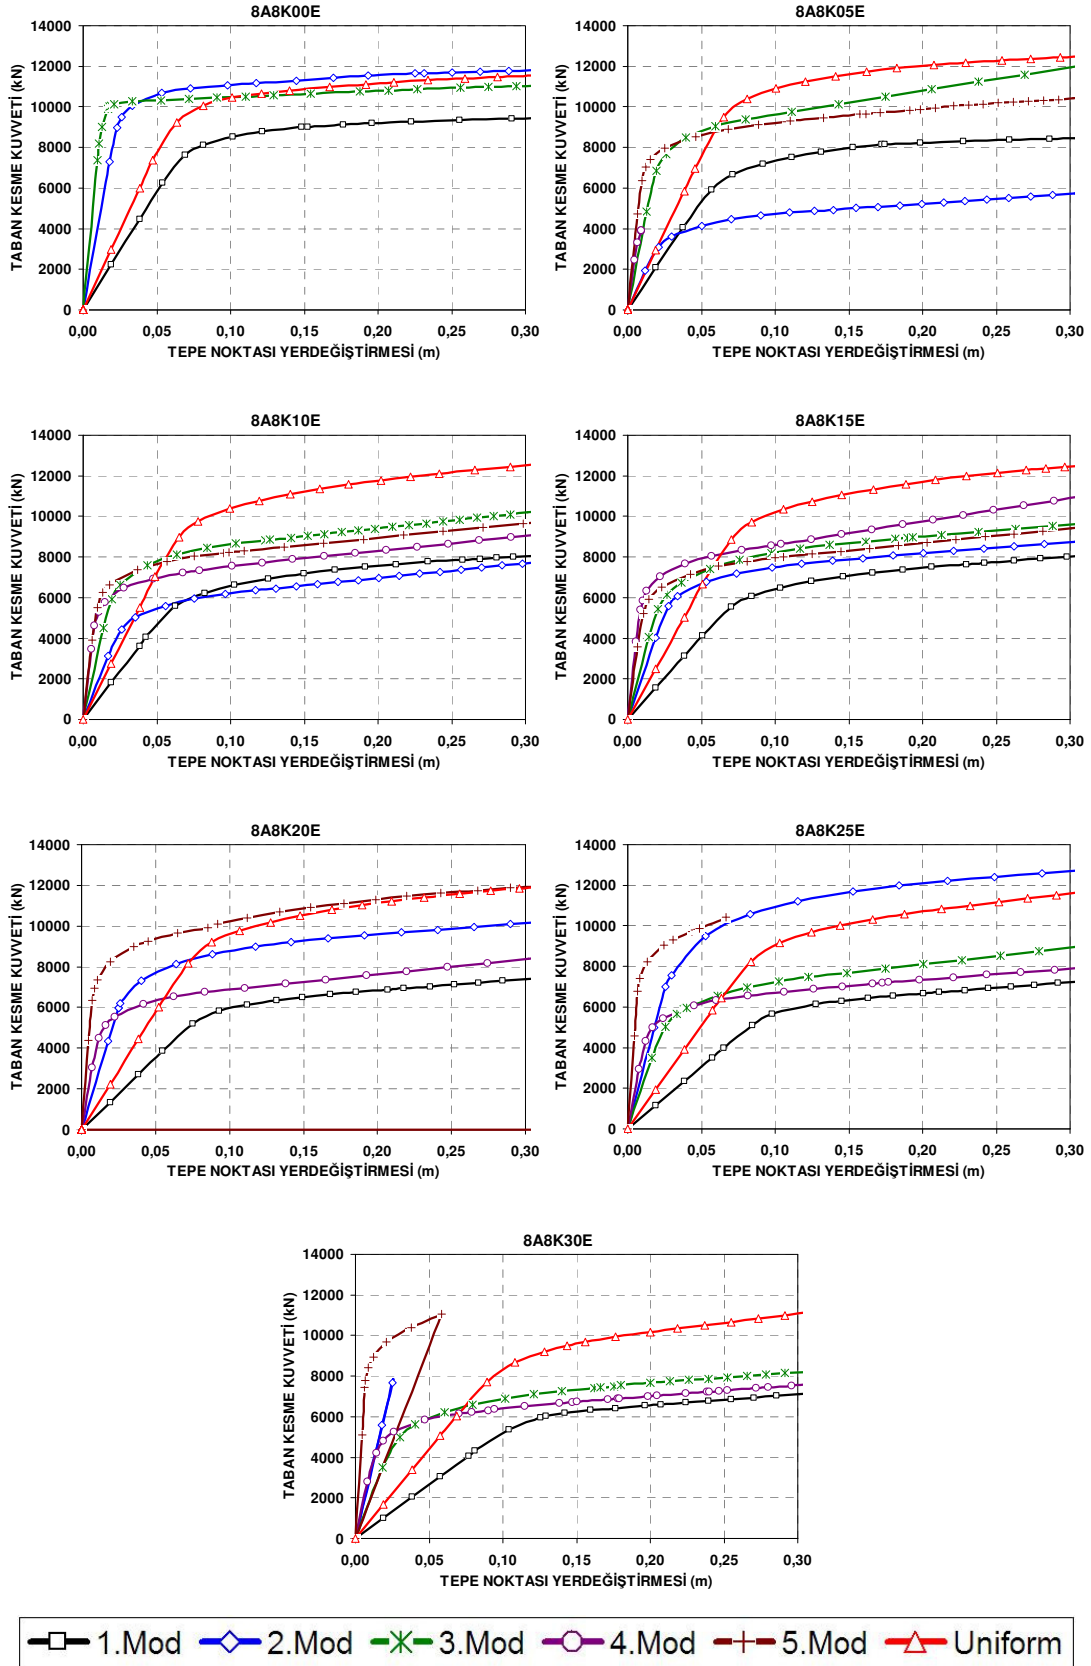 8A8K00E
8A8K05E
TABAN KESME KUVVETİ (kN)
14000
12000
10000
8000
6000
4000
2000
0
0,00 0,05 0,10 0,15 0,20 0,25 0,30
TEPE NOKTASI YERDEĞİŞTİRMESİ (m)
TABAN KESME KUVVETİ (kN)
14000
12000
10000
8000
6000
4000
2000
0
0,00 0,05 0,10 0,15 0,20 0,25 0,30
TEPE NOKTASI YERDEĞİŞTİRMESİ (m)
8A8K10E
8A8K15E
TABAN KESME KUVVETİ (kN)
14000
12000
10000
8000
6000
4000
2000
0
0,00 0,05 0,10 0,15 0,20 0,25 0,30
TEPE NOKTASI YERDEĞİŞTİRMESİ (m)
TABAN KESME KUVVETİ (kN)
14000
12000
10000
8000
6000
4000
2000
0
0,00 0,05 0,10 0,15 0,20 0,25 0,30
TEPE NOKTASI YERDEĞİŞTİRMESİ (m)
8A8K20E
8A8K25E
TABAN KESME KUVVETİ (kN)
14000
12000
10000
8000
6000
4000
2000
0
0,00 0,05 0,10 0,15 0,20 0,25 0,30
TEPE NOKTASI YERDEĞİŞTİRMESİ (m)
TABAN KESME KUVVETİ (kN)
14000
12000
10000
8000
6000
4000
2000
0
0,00 0,05 0,10 0,15 0,20 0,25 0,30
TEPE NOKTASI YERDEĞİŞTİRMESİ (m)
8A8K30E
TABAN KESME KUVVETİ (kN)
14000
12000
10000
8000
6000
4000
2000
0
0,00 0,05 0,10 0,15 0,20 0,25 0,30
TEPE NOKTASI YERDEĞİŞTİRMESİ (m)
1.Mod 2.Mod 3.Mod 4.Mod 5.Mod Uniform